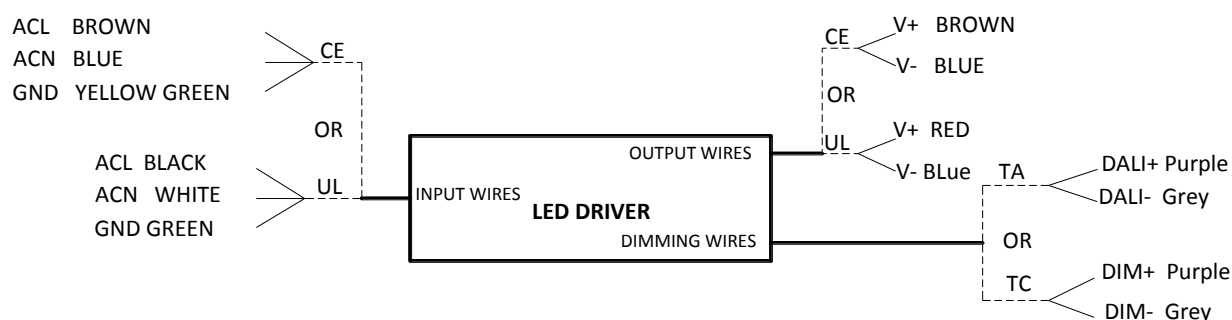 ACL BROWN
ACN BLUE
GND YELLOW GREEN
CE
OR
ACL BLACK
ACN WHITE
GND GREEN
UL
INPUT WIRES
OUTPUT WIRES
LED DRIVER
DIMMING WIRES
CE
V+ BROWN
V- BLUE
OR
UL
V+ RED
V- BLue
TA
DALI+ Purple
DALI- Grey
OR
TC
DIM+ Purple
DIM- Grey